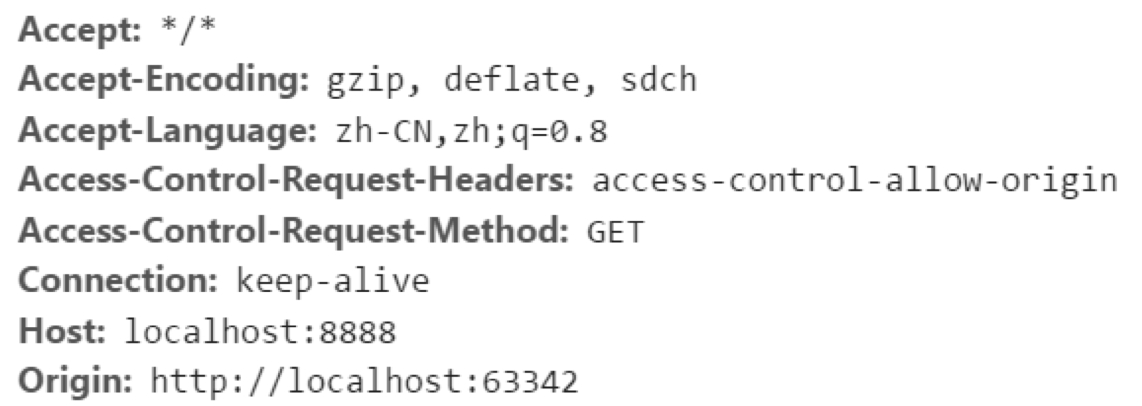 Accept: */*
Accept-Encoding: gzip, deflate, sdch
Accept-Language: zh-CN,zh;q=0.8
Access-Control-Request-Headers: access-control-allow-origin
Access-Control-Request-Method: GET
Connection: keep-alive
Host: localhost:8888
Origin: http://localhost:63342